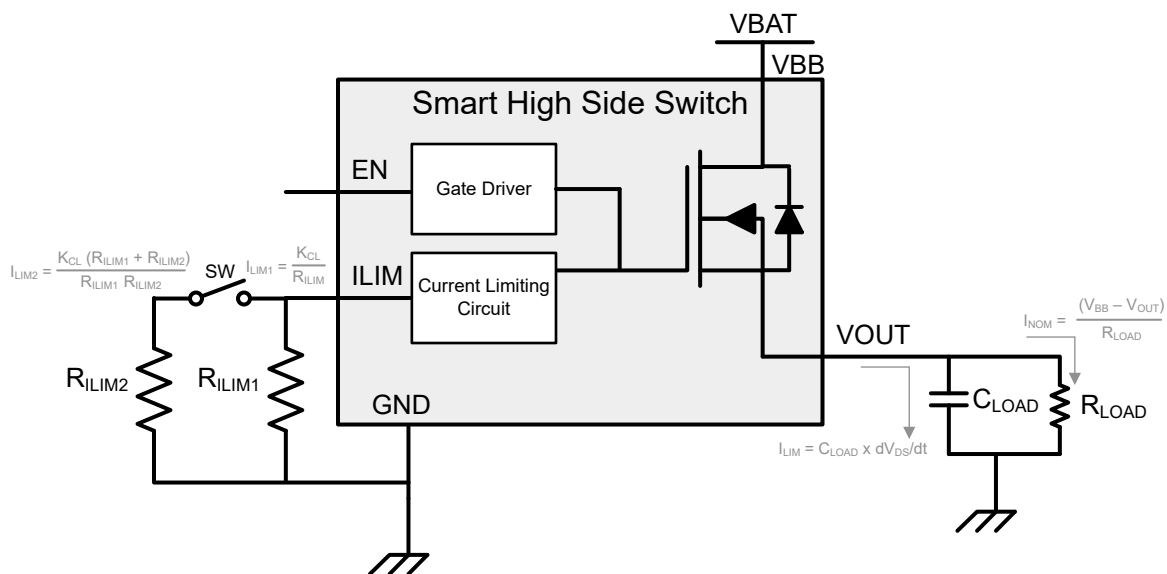 VBAT
VBB
Smart High Side Switch
EN
Gate Driver
I_LIM2 = K_CL (R_ILIM1 + R_ILIM2) / R_ILIM1 R_ILIM2
SW
I_LIM1 = K_CL / R_ILIM
ILIM
Current Limiting
Circuit
I_NOM = (V_BB – V_OUT) / R_LOAD
VOUT
R_ILIM2
R_ILIM1
GND
C_LOAD
R_LOAD
I_LIM = C_LOAD x dV_DS/dt